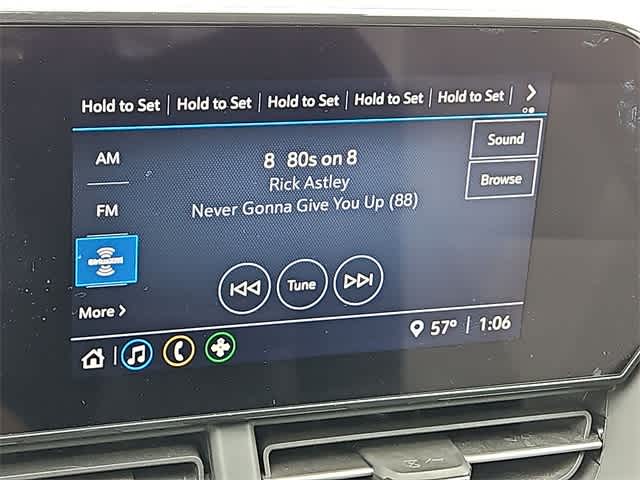 Hold to Set Hold to Set Hold to Set Hold to Set Hold to Set
AM
8 80s on 8
Sound
Rick Astley
Browse
FM
Never Gonna Give You Up (88)
SiriusXM
Tune
More
57° 1:06